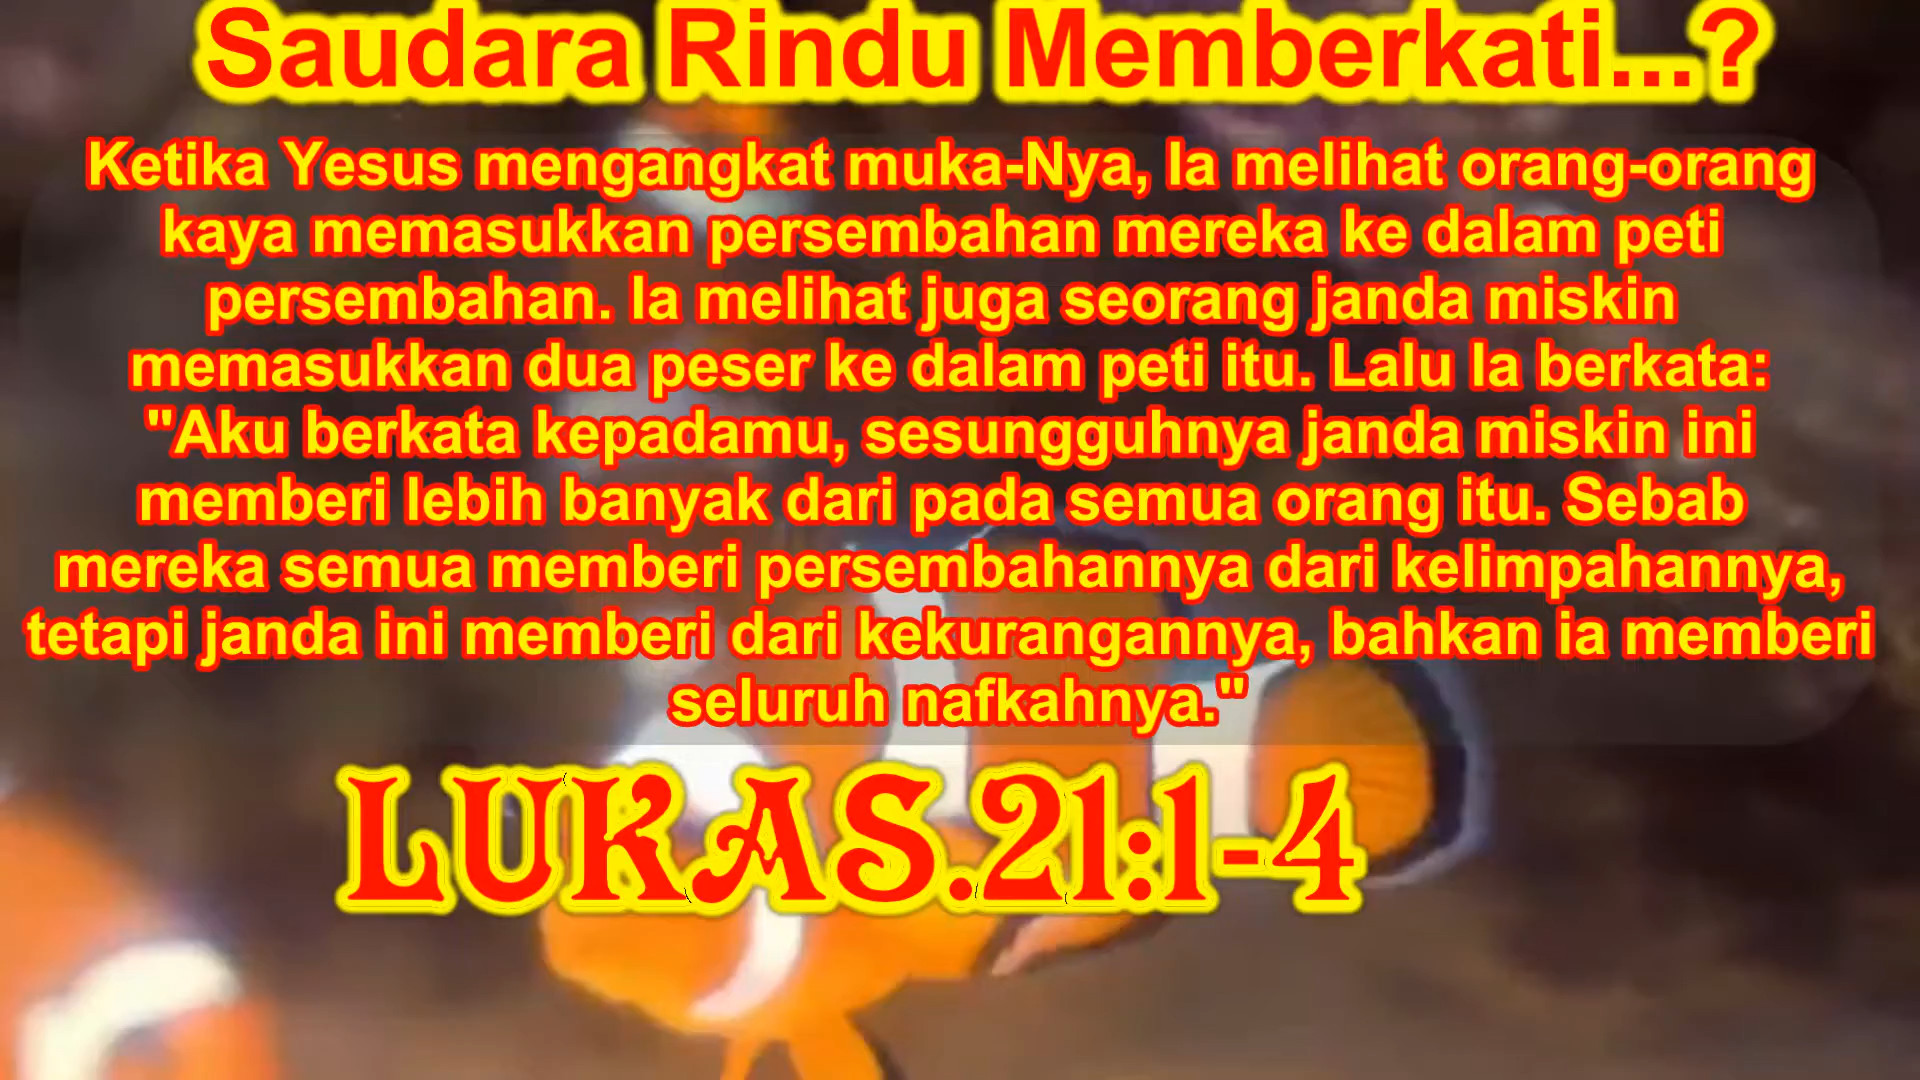 Saudara Rindu Memberkati...?
Ketika Yesus mengangkat muka-Nya, Ia melihat orang-orang
kaya memasukkan persembahan mereka ke dalam peti
persembahan. Ia melihat juga seorang janda miskin
memasukkan dua peser ke dalam peti itu. Lalu Ia berkata:
"Aku berkata kepadamu, sesungguhnya janda miskin ini
memberi lebih banyak dari pada semua orang itu. Sebab
mereka semua memberi persembahannya dari kelimpahannya,
tetapi janda ini memberi dari kekurangannya, bahkan ia memberi
seluruh nafkahnya."
LUKAS.21:1-4